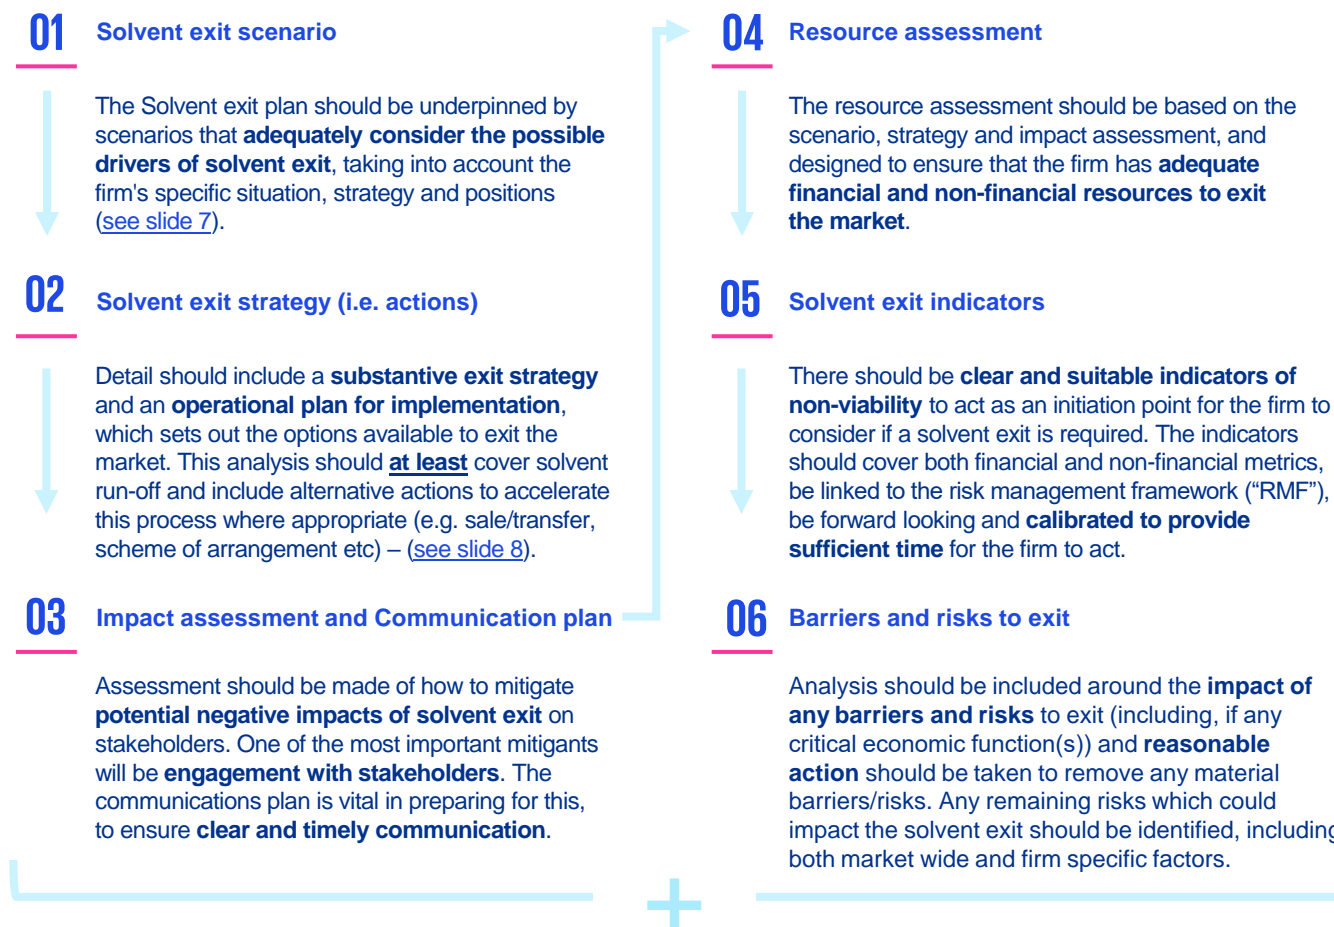 01
Solvent exit scenario
The Solvent exit plan should be underpinned by
scenarios that adequately consider the possible
drivers of solvent exit, taking into account the
firm's specific situation, strategy and positions
(see slide 7).
02
Solvent exit strategy (i.e. actions)
Detail should include a substantive exit strategy
and an operational plan for implementation,
which sets out the options available to exit the
market. This analysis should at least cover solvent
run-off and include alternative actions to accelerate
this process where appropriate (e.g. sale/transfer,
scheme of arrangement etc) – (see slide 8).
03
Impact assessment and Communication plan
Assessment should be made of how to mitigate
potential negative impacts of solvent exit on
stakeholders. One of the most important mitigants
will be engagement with stakeholders. The
communications plan is vital in preparing for this,
to ensure clear and timely communication.
04
Resource assessment
The resource assessment should be based on the
scenario, strategy and impact assessment, and
designed to ensure that the firm has adequate
financial and non-financial resources to exit
the market.
05
Solvent exit indicators
There should be clear and suitable indicators of
non-viability to act as an initiation point for the firm to
consider if a solvent exit is required. The indicators
should cover both financial and non-financial metrics,
be linked to the risk management framework (“RMF”),
be forward looking and calibrated to provide
sufficient time for the firm to act.
06
Barriers and risks to exit
Analysis should be included around the impact of
any barriers and risks to exit (including, if any
critical economic function(s)) and reasonable
action should be taken to remove any material
barriers/risks. Any remaining risks which could
impact the solvent exit should be identified, including
both market wide and firm specific factors.